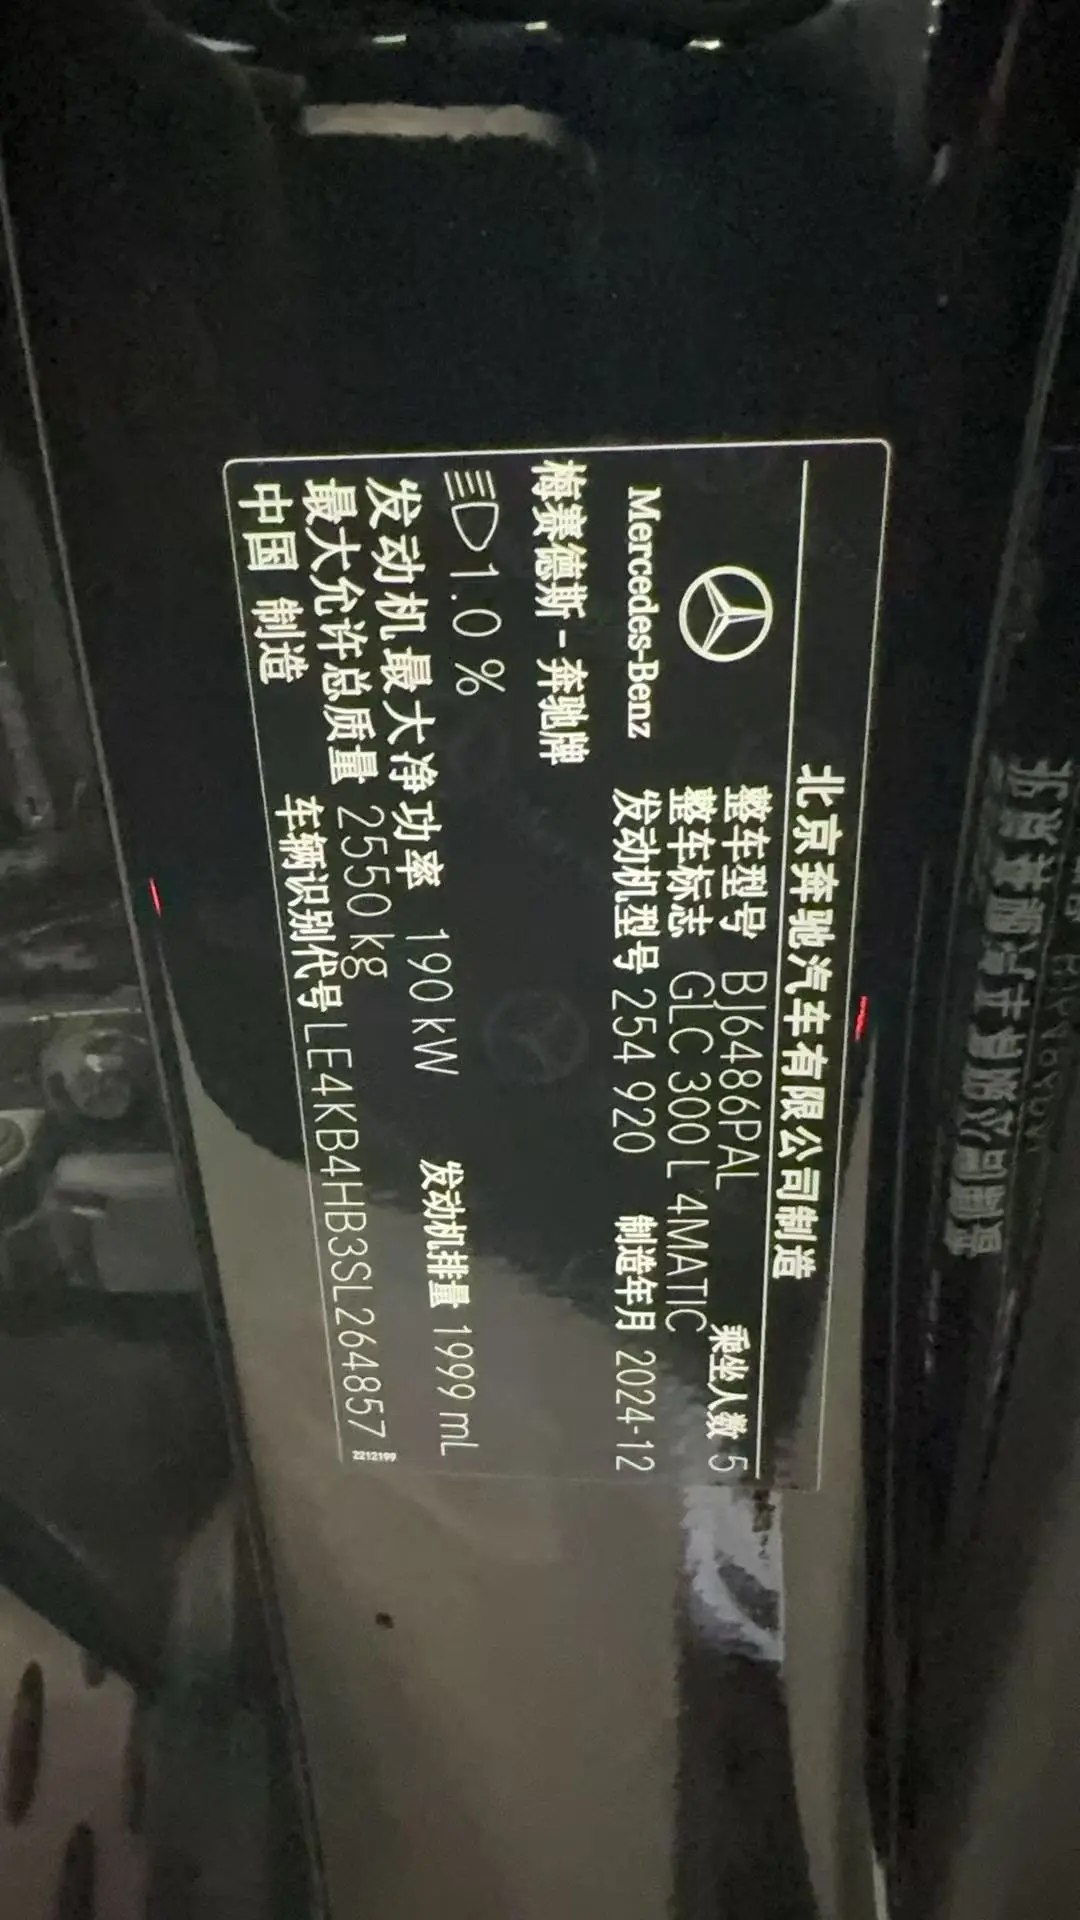 北京奔驰汽车有限公司制造
整车型号 BJ6486PAL 乘坐人数 5
整车标志 GLC 300 L 4MATIC
Mercedes-Benz
发动机型号 254 920 制造年月 2024-12
梅赛德斯-奔驰牌
1.0 %
发动机最大净功率 190 kW 发动机排量 1999 mL
最大允许总质量 2550 kg
中国 制造 车辆识别代号 LE4KB4HB3SL264857
2212199